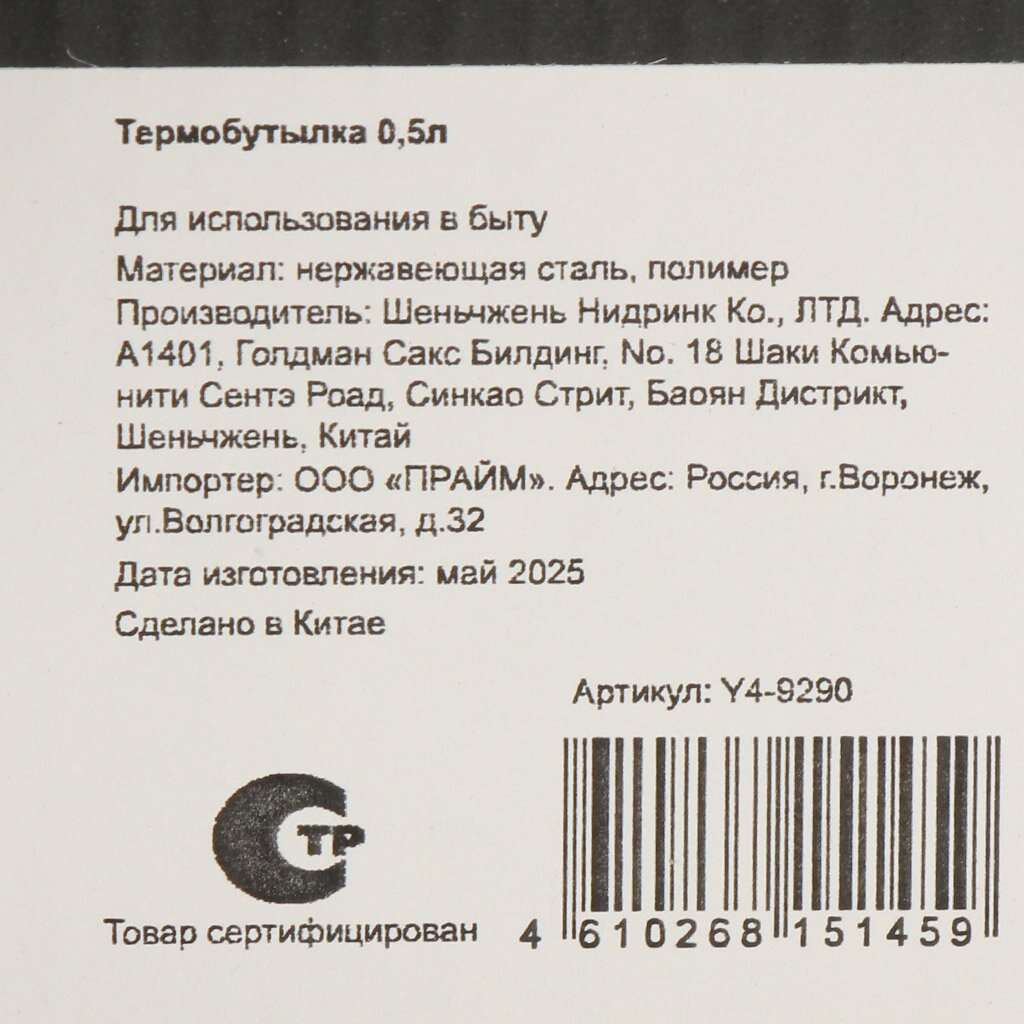 Термобутылка 0,5л
Для использования в быту
Материал: нержавеющая сталь, полимер
Производитель: Шеньчжень Нидринк Ко., ЛТД. Адрес:
А1401, Голдман Сакс Билдинг, No. 18 Шаки Комью-
нити Сентэ Роад, Синкао Стрит, Баоян Дистрикт,
Шеньчжень, Китай
Импортер: ООО «ПРАЙМ». Адрес: Россия, г.Воронеж,
ул.Волгоградская, д.32
Дата изготовления: май 2025
Сделано в Китае
Артикул: Y4-9290
СТР
Товар сертифицирован
4 610268 151459